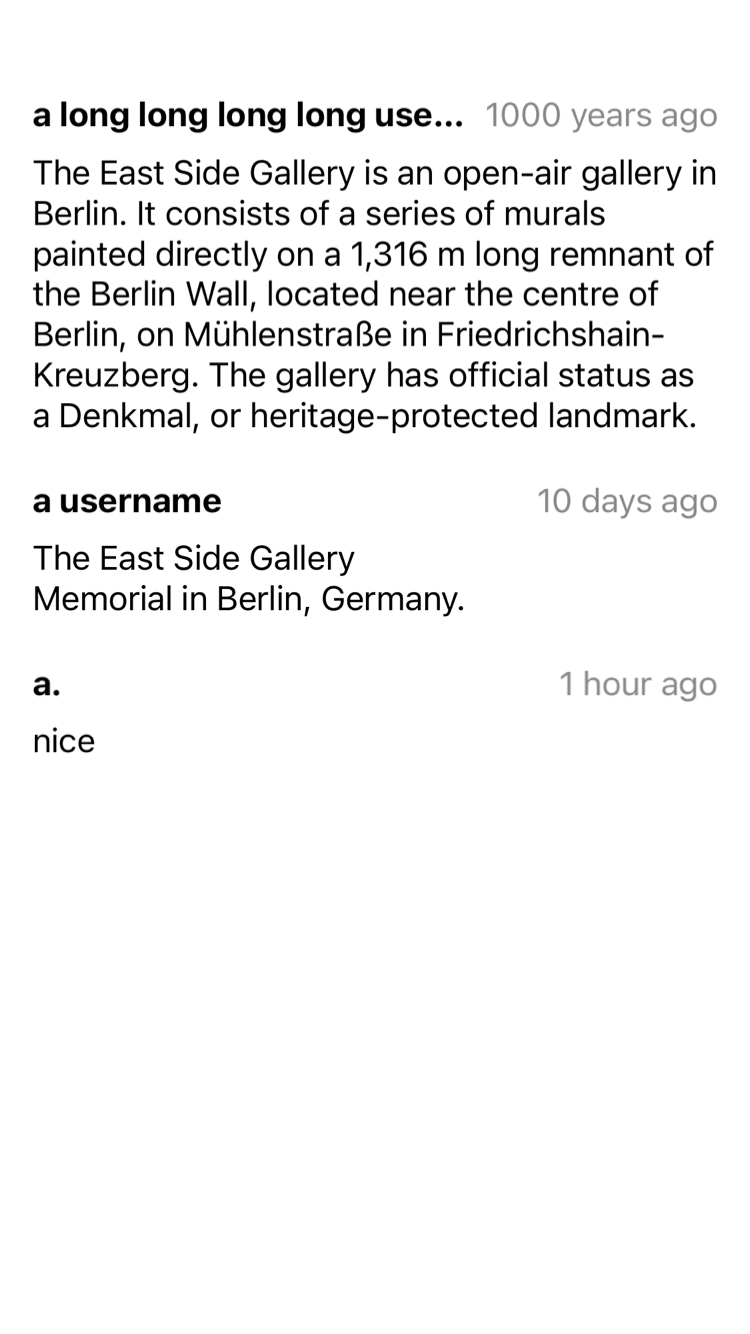 a long long long long use... 1000 years ago
The East Side Gallery is an open-air gallery in
Berlin. It consists of a series of murals
painted directly on a 1,316 m long remnant of
the Berlin Wall, located near the centre of
Berlin, on Mühlenstraße in Friedrichshain-
Kreuzberg. The gallery has official status as
a Denkmal, or heritage-protected landmark.
a username 10 days ago
The East Side Gallery
Memorial in Berlin, Germany.
a. 1 hour ago
nice